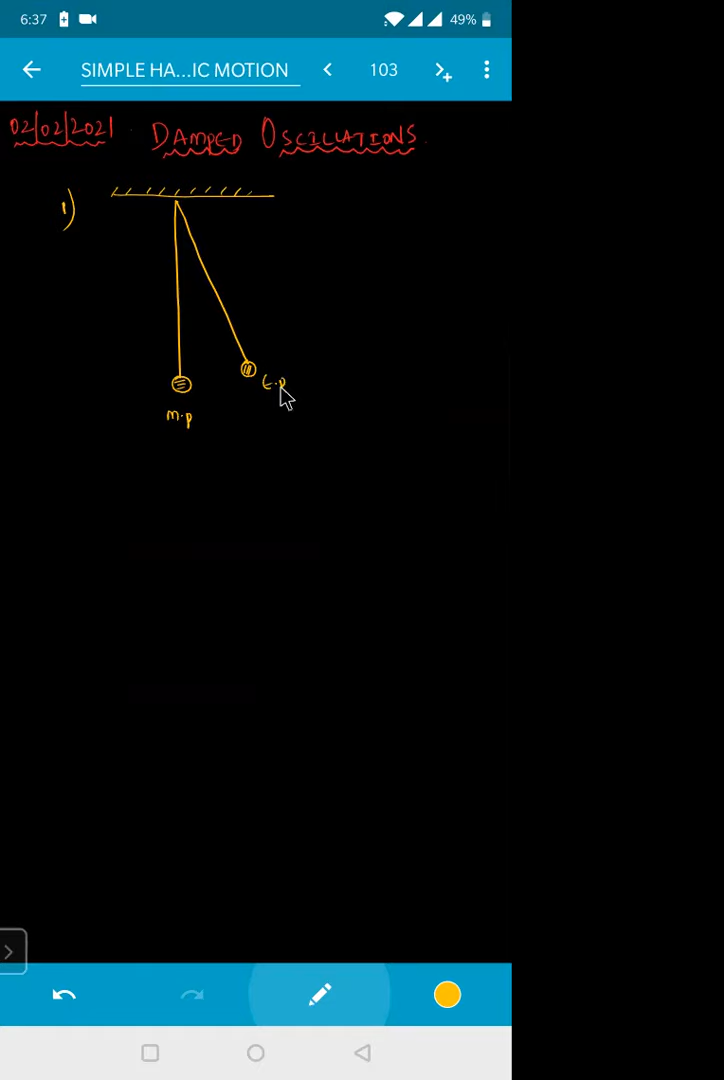 6:37 49%
SIMPLE HA...IC MOTION 103
02/02/2021 . DAMPED OSCILLATIONS.
1)
E.P
m.p